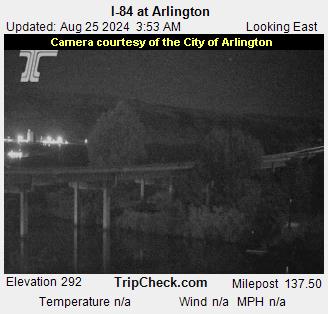 I-84 at Arlington
Updated: Aug 25 2024 3:53 AM Looking East
Camera courtesy of the City of Arlington
Elevation 292 TripCheck.com Milepost 137.50
Temperature n/a Wind n/a MPH n/a